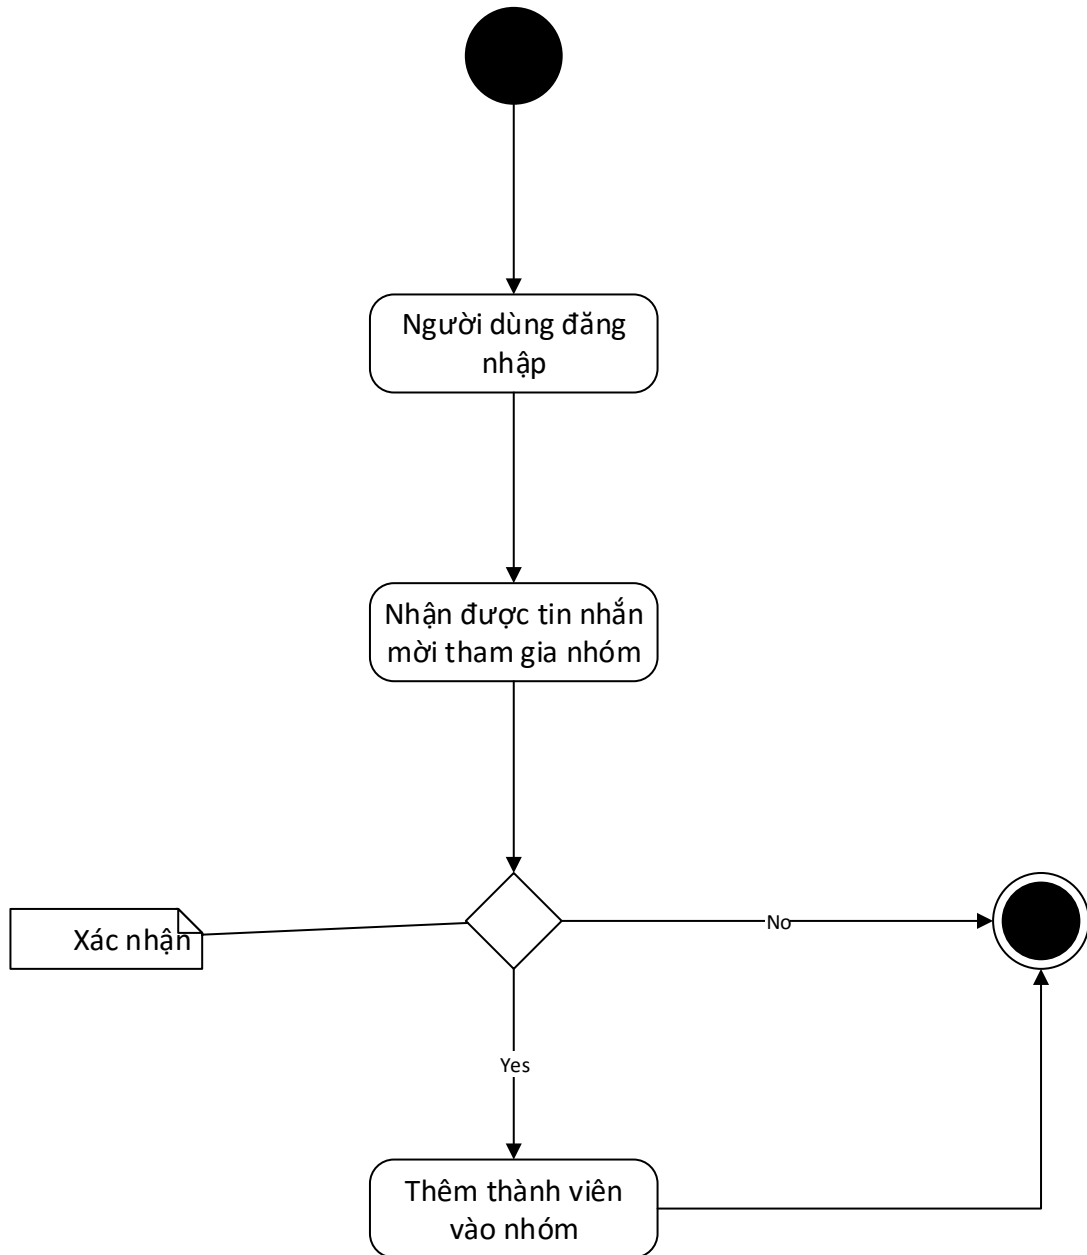 Người dùng đăng
nhập
Nhận được tin nhắn
mời tham gia nhóm
Xác nhận
No
Yes
Thêm thành viên
vào nhóm